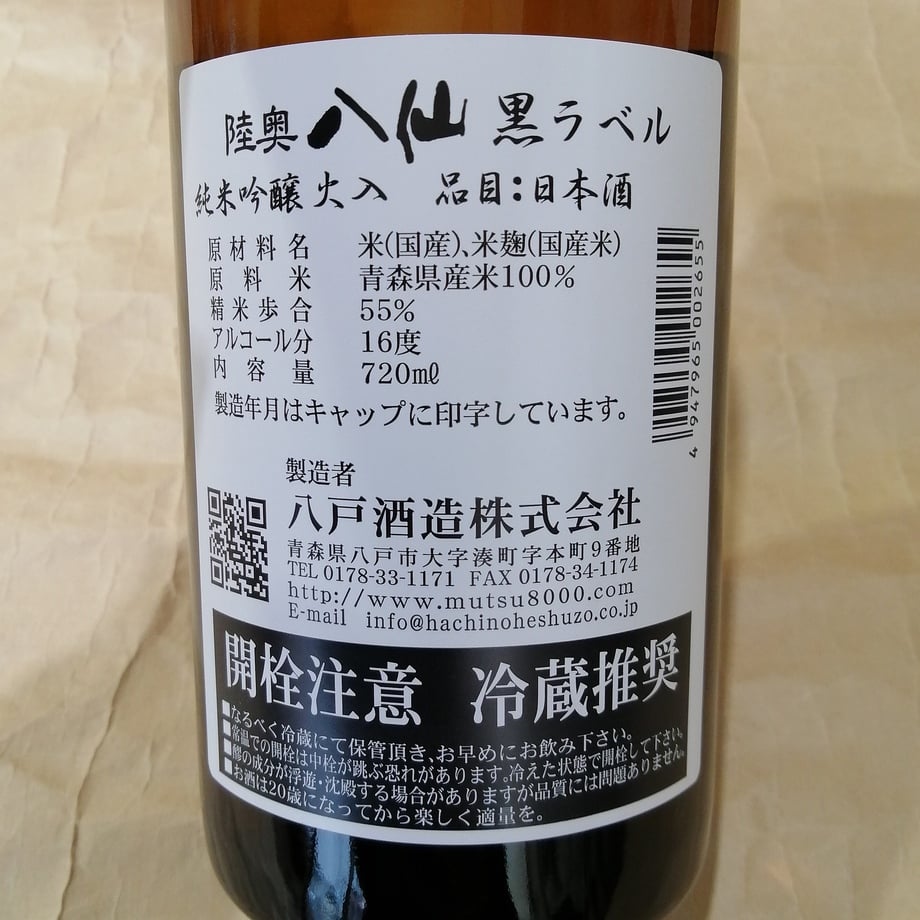 陸奥八仙 黒ラベル
純米吟醸 火入 品目:日本酒
原材料名 米(国産)、米麹(国産米)
原料米 青森県産米100%
精米歩合 55%
アルコール分 16度
内容量 720㎖
製造年月はキャップに印字しています。
4947965002655
製造者
八戸酒造株式会社
青森県八戸市大字湊町字本町9番地
TEL 0178-33-1171 FAX 0178-34-1174
http://www.mutsu8000.com
E-mail info@hachinoheshuzo.co.jp
開栓注意 冷蔵推奨
■なるべく冷蔵にて保管頂き、お早めにお飲み下さい。
■常温での開栓は中栓が跳ぶ恐れがあります。冷えた状態で開栓して下さい。
■醪の成分が浮遊・沈殿する場合がありますが品質には問題ありません。
■お酒は20歳になってから楽しく適量を。